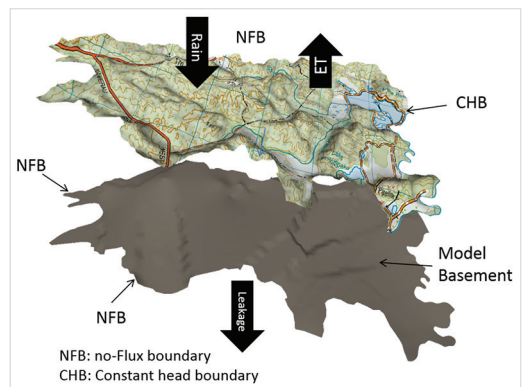 NFB
Rain
ET
CHB
NFB
Model
Basement
NFB
Leakage
NFB: no-Flux boundary
CHB: Constant head boundary